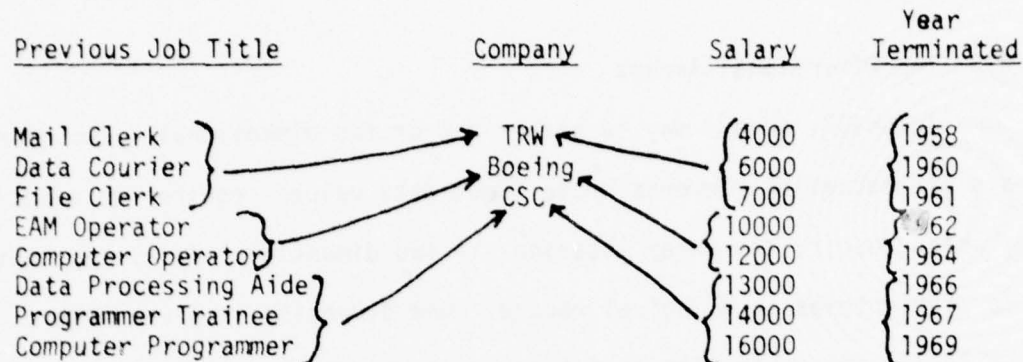 Year
Previous Job Title Company Salary Terminated
Mail Clerk TRW 4000 1958
Data Courier Boeing 6000 1960
File Clerk CSC 7000 1961
EAM Operator 10000 962
Computer Operator 12000 1964
Data Processing Aide 13000 1966
Programmer Trainee 14000 1967
Computer Programmer 16000 1969